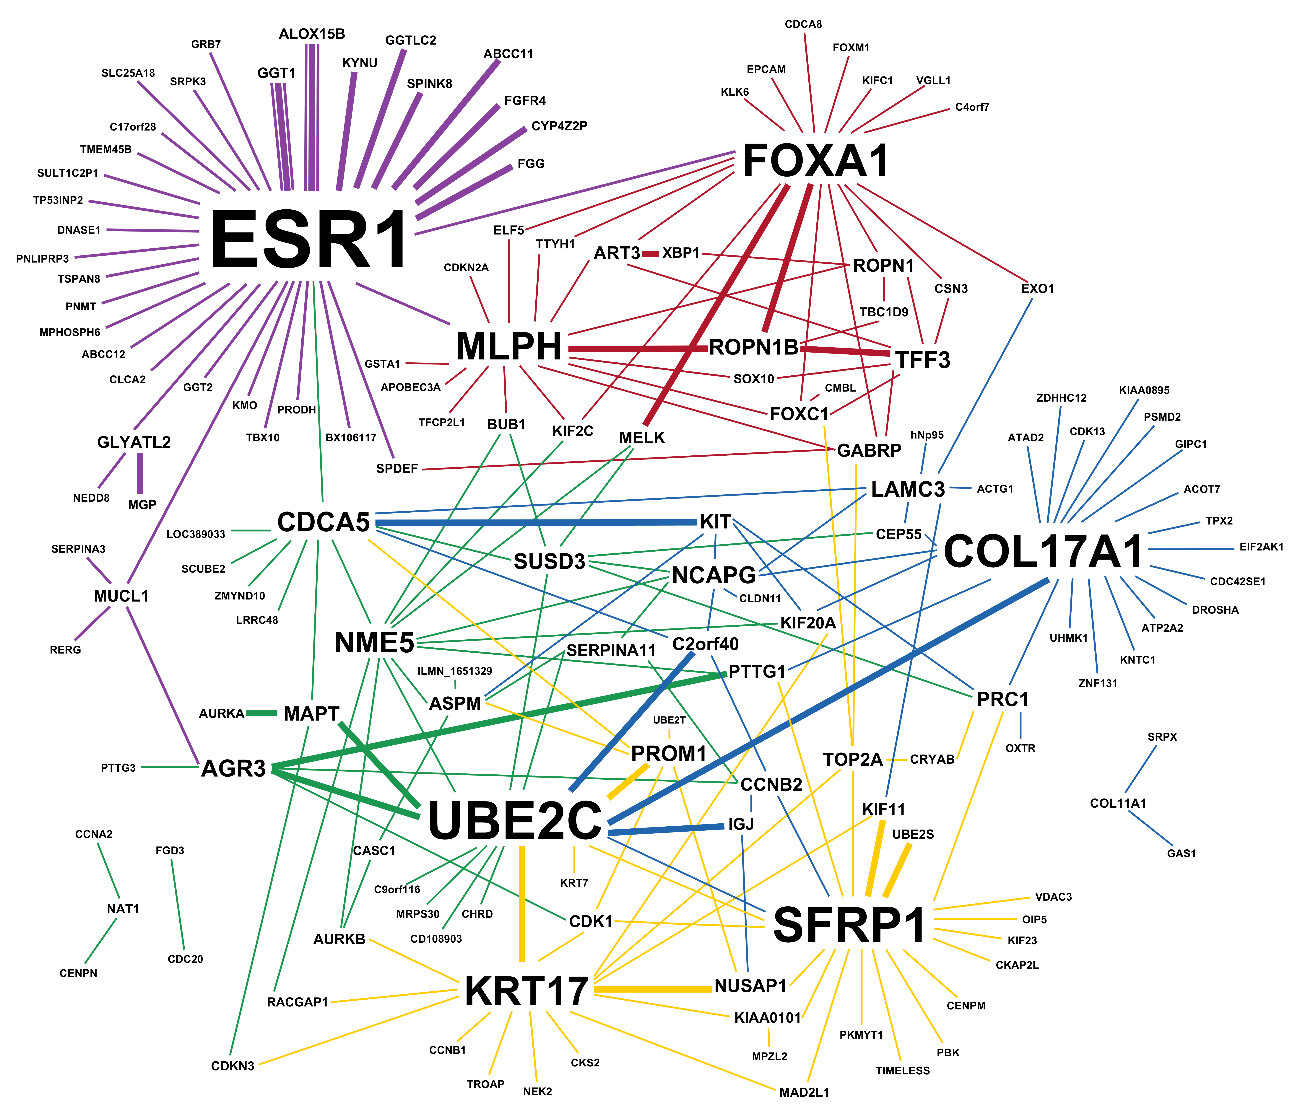 CDCA8
ALOX15B
GRB7
GGTLC2
FOXM1
ABCC11
KYNU
EPCAM
SLC25A18
GGT1
SRPK3
SPINK8
KIFC1
VGLL1
KLK6
FGFR4
C4orf7
C17orf28
CYP4Z2P
TMEM45B
FOXA1
FGG
SULT1C2P1
TP53INP2
DNASE1
ELF5
ESR1
TTYH1
PNLIPRP3
ART3
XBP1
ROPN1
CDKN2A
TSPAN8
CSN3
EXO1
PNMT
TBC1D9
MPHOSPH6
MLPH
ROPN1B
ABCC12
TFF3
GSTA1
CLCA2
SOX10
GGT2
APOBEC3A
CMBL
KIAA0895
ZDHHC12
KMO
PRODH
FOXC1
PSMD2
TFCP2L1
BUB1
KIF2C
CDK13
TBX10
BX106117
MELK
hNp95
ATAD2
GLYATL2
GIPC1
GABRP
SPDEF
LAMC3
ACTG1
ACOT7
NEDD8
MGP
CDCA5
KIT
TPX2
LOC389033
CEP55
COL17A1
EIF2AK1
SERPINA3
SUSD3
SCUBE2
NCAPG
CDC42SE1
MUCL1
ZMYND10
CLDN11
DROSHA
LRRC48
KIF20A
ATP2A2
NME5
UHMK1
RERG
SERPINA11
C2orf40
KNTC1
ILMN_1651329
PTTG1
ZNF131
ASPM
PRC1
AURKA
MAPT
UBE2T
SRPX
OXTR
PROM1
TOP2A
CRYAB
PTTG3
AGR3
CCNB2
COL11A1
KIF11
UBE2C
IGJ
CCNA2
UBE2S
FGD3
CASC1
GAS1
KRT7
C9orf116
VDAC3
NAT1
MRPS30
CHRD
CDK1
SFRP1
OIP5
CD108903
AURKB
KIF23
CDC20
CKAP2L
CENPN
NUSAP1
KRT17
RACGAP1
CENPM
KIAA0101
PKMYT1
CCNB1
PBK
MPZL2
CKS2
CDKN3
TIMELESS
TROAP
NEK2
MAD2L1